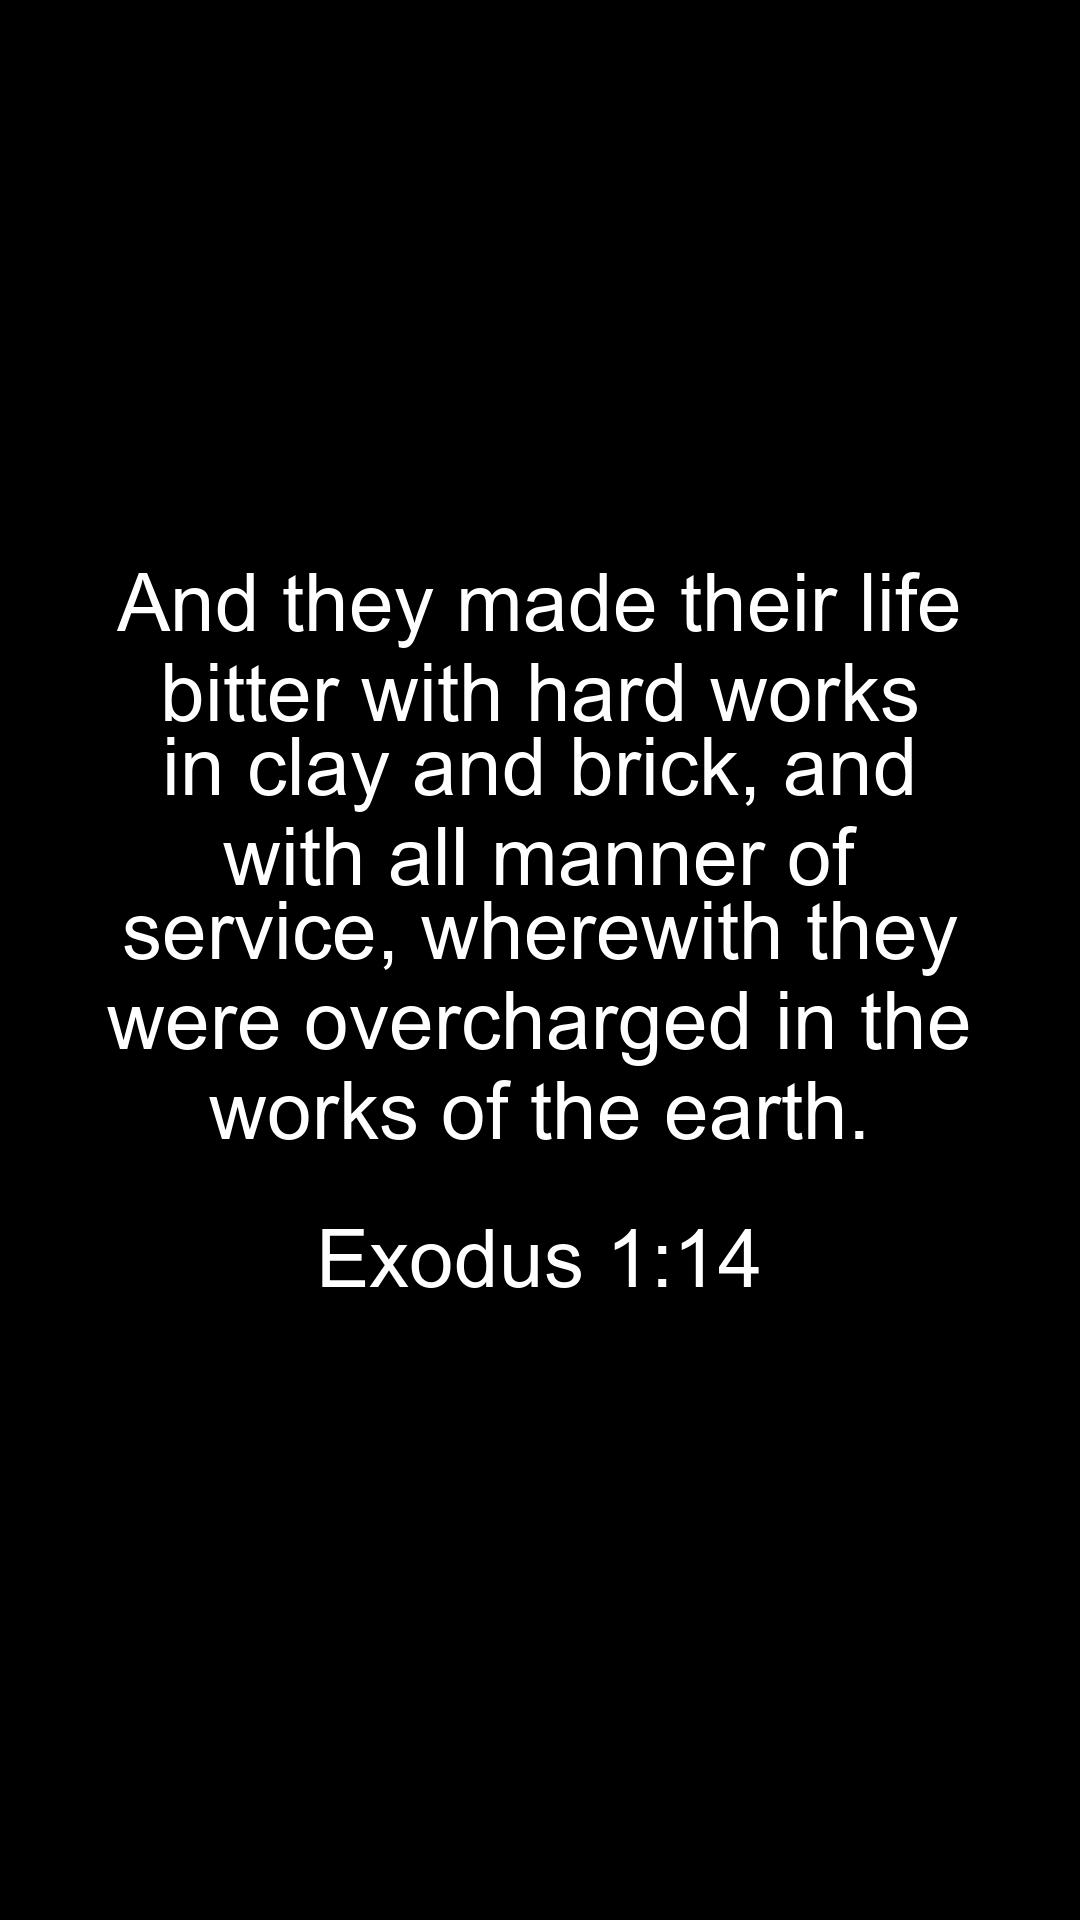 And they made their life
bitter with hard works
in clay and brick, and
with all manner of
service, wherewith they
were overcharged in the
works of the earth.
Exodus 1:14